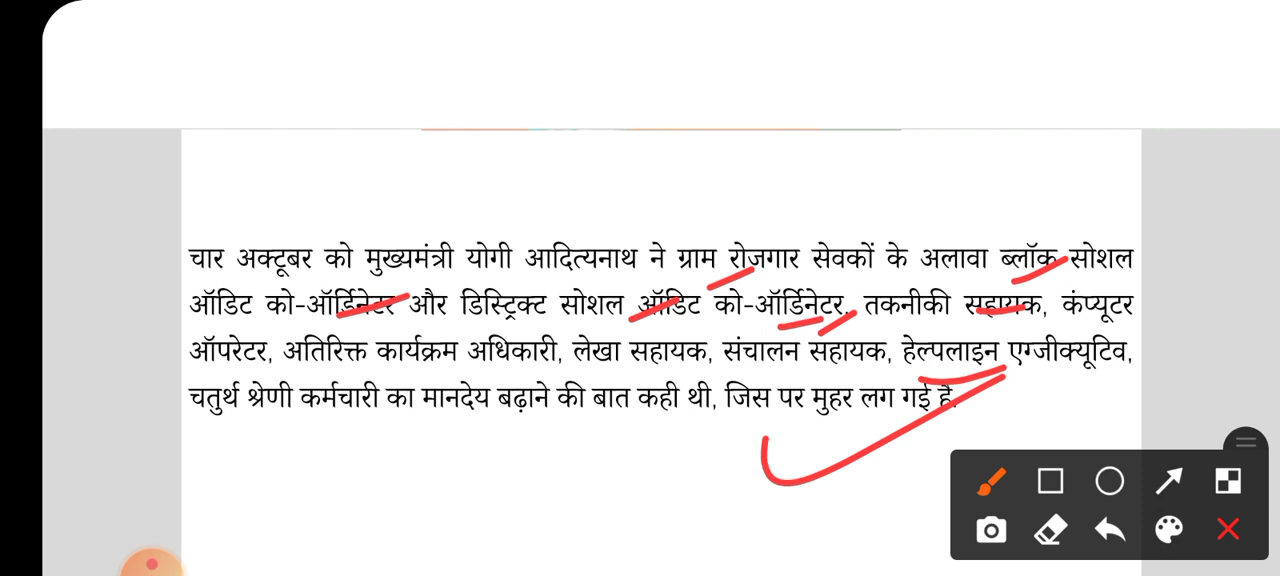 चार अक्टूबर को मुख्यमंत्री योगी आदित्यनाथ ने ग्राम रोजगार सेवकों के अलावा ब्लॉक सोशल
ऑडिट को-ऑर्डिनेटर और डिस्ट्रिक्ट सोशल ऑडिट को-ऑर्डिनेटर, तकनीकी सहायक, कंप्यूटर
ऑपरेटर, अतिरिक्त कार्यक्रम अधिकारी, लेखा सहायक, संचालन सहायक, हेल्पलाइन एग्जीक्यूटिव,
चतुर्थ श्रेणी कर्मचारी का मानदेय बढ़ाने की बात कही थी, जिस पर मुहर लग गई है.